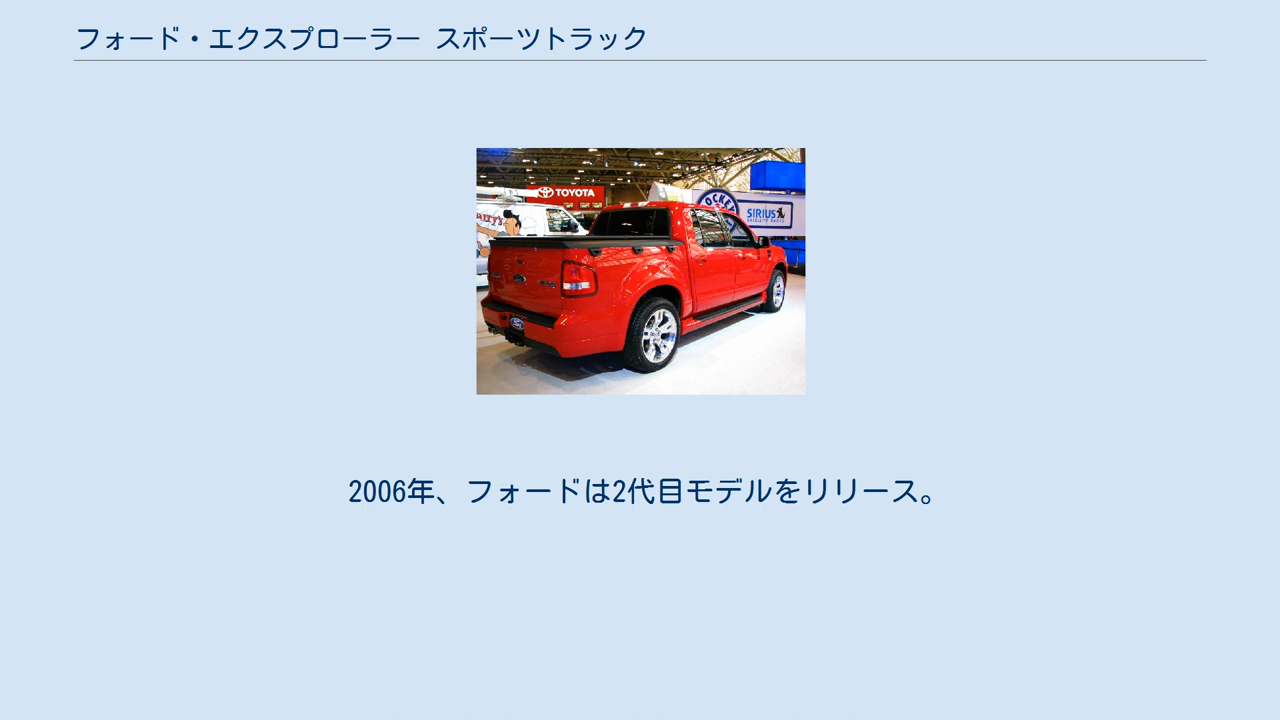 フォード・エクスプローラー スポーツトラック
TOYOTA
SIRIUS
SATELLITE RADIO
2006年、フォードは2代目モデルをリリース。